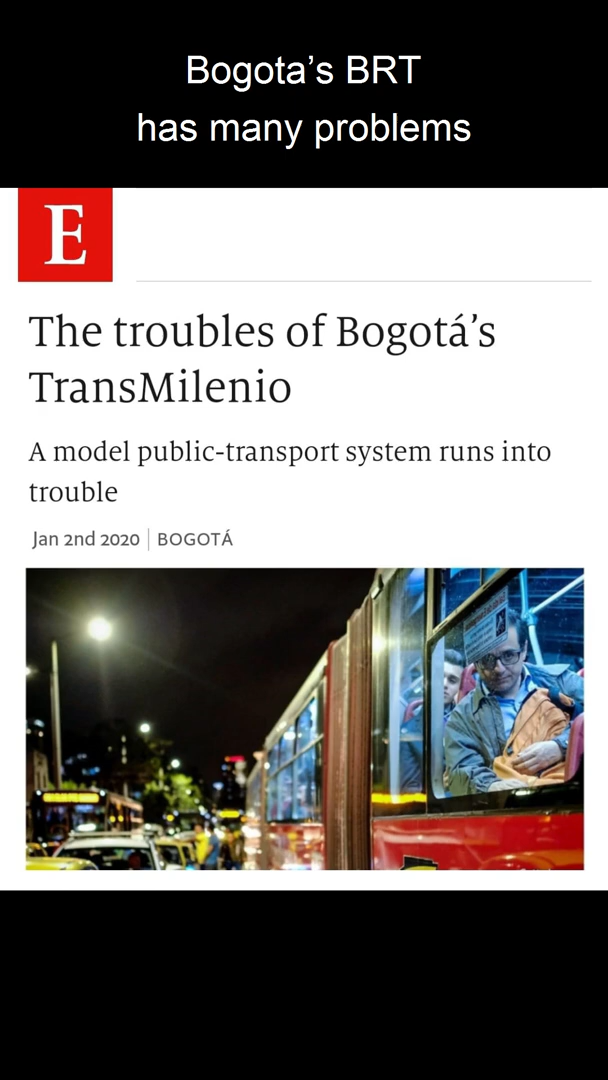 Bogota’s BRT
has many problems
E
The troubles of Bogotá’s
TransMilenio
A model public-transport system runs into
trouble
Jan 2nd 2020 | BOGOTÁ